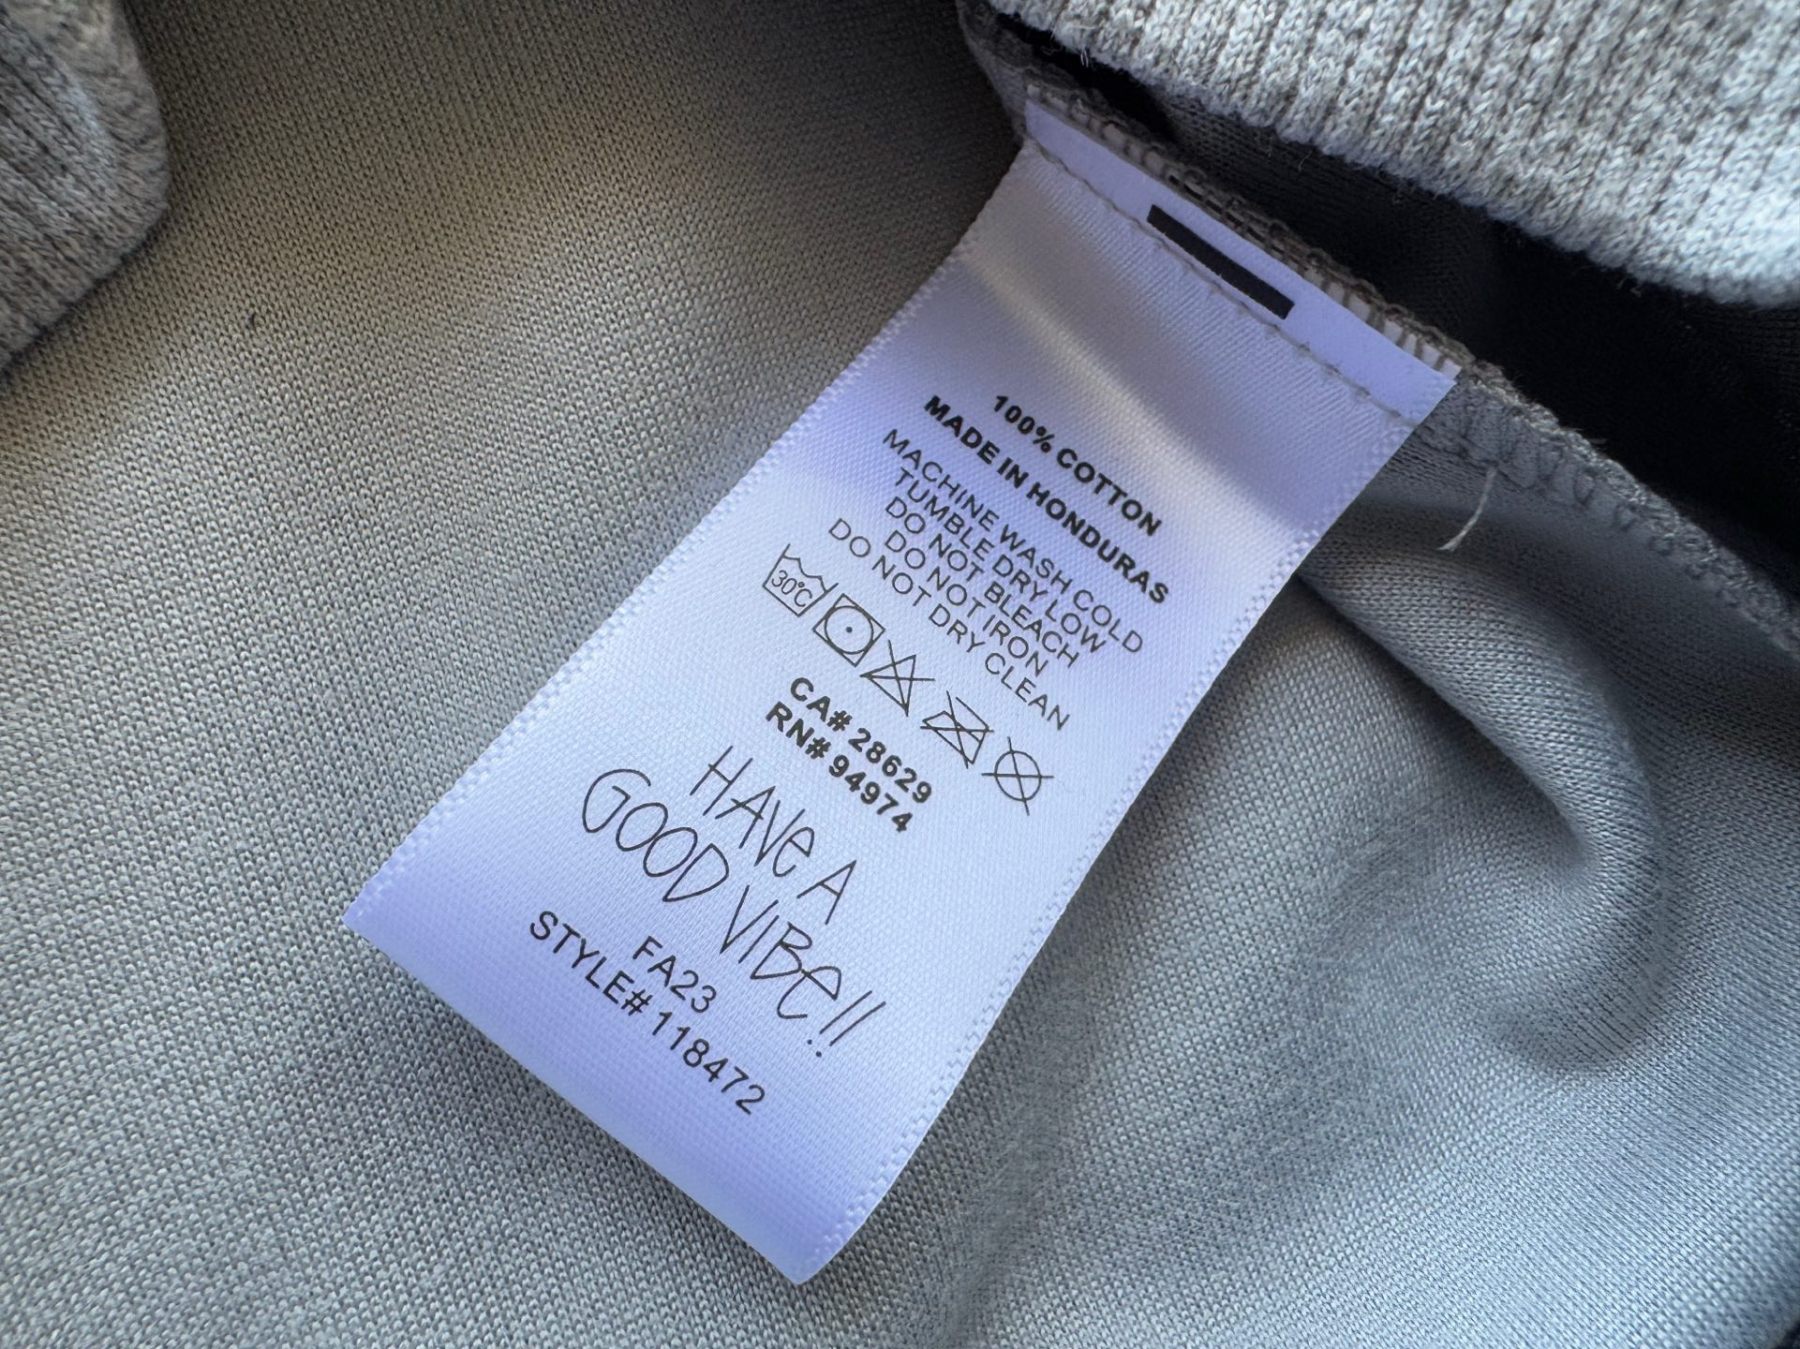 100% COTTON
MADE IN HONDURAS
MACHINE WASH COLD
TUMBLE DRY LOW
DO NOT BLEACH
DO NOT IRON
DO NOT DRY CLEAN
30°C
CA# 28629
RN# 94974
HAVe A
GOOD VIBe!!
FA23
STYLE# 118472